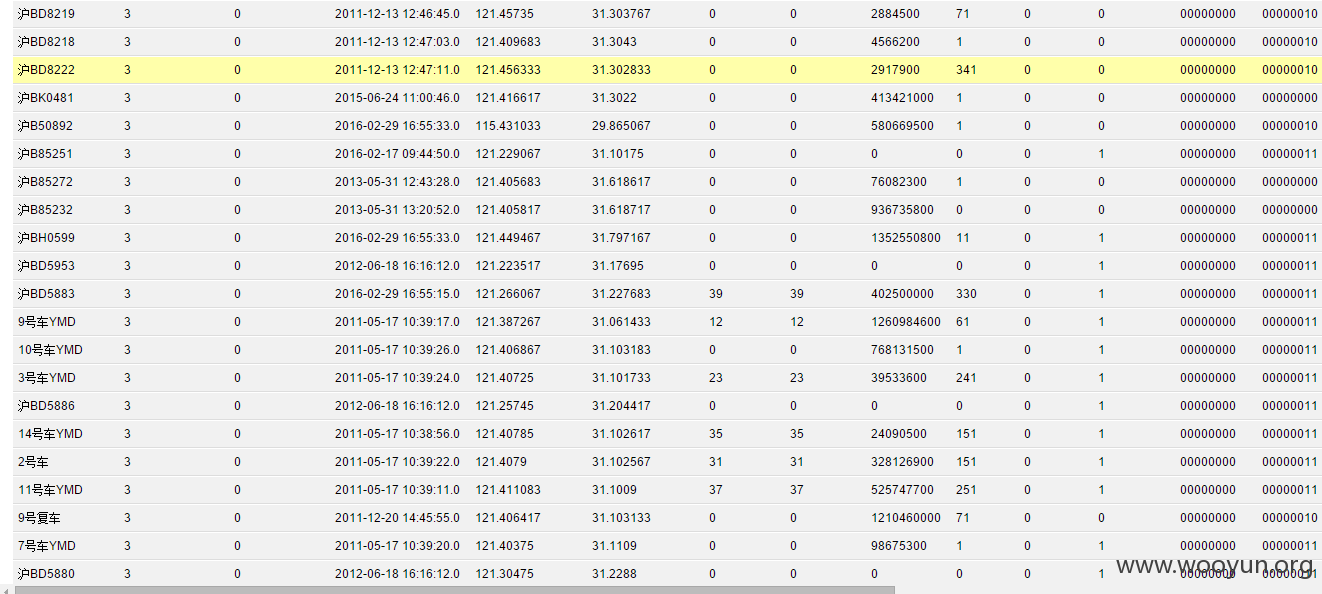 沪BD8219 3 0 2011-12-13 12:46:45.0 121.45735 31.303767 0 0 2884500 71 0 0 00000000 00000010
沪BD8218 3 0 2011-12-13 12:47:03.0 121.409683 31.3043 0 0 4566200 1 0 0 00000000 00000010
沪BD8222 3 0 2011-12-13 12:47:11.0 121.456333 31.302833 0 0 2917900 341 0 0 00000000 00000010
沪BK0481 3 0 2015-06-24 11:00:46.0 121.416617 31.3022 0 0 413421000 1 0 0 00000000 00000000
沪B50892 3 0 2016-02-29 16:55:33.0 115.431033 29.865067 0 0 580669500 1 0 0 00000000 00000010
沪B85251 3 0 2016-02-17 09:44:50.0 121.229067 31.10175 0 0 0 0 0 1 00000000 00000011
沪B85272 3 0 2013-05-31 12:43:28.0 121.405683 31.618617 0 0 76082300 1 0 0 00000000 00000000
沪B85232 3 0 2013-05-31 13:20:52.0 121.405817 31.618717 0 0 936735800 0 0 0 00000000 00000000
沪BH0599 3 0 2016-02-29 16:55:33.0 121.449467 31.797167 0 0 1352550800 11 0 1 00000000 00000011
沪BD5953 3 0 2012-06-18 16:16:12.0 121.223517 31.17695 0 0 0 0 0 1 00000000 00000011
沪BD5883 3 0 2016-02-29 16:55:15.0 121.266067 31.227683 39 39 402500000 330 0 1 00000000 00000011
9号车YMD 3 0 2011-05-17 10:39:17.0 121.387267 31.061433 12 12 1260984600 61 0 1 00000000 00000011
10号车YMD 3 0 2011-05-17 10:39:26.0 121.406867 31.103183 0 0 768131500 1 0 1 00000000 00000011
3号车YMD 3 0 2011-05-17 10:39:24.0 121.40725 31.101733 23 23 39533600 241 0 1 00000000 00000011
沪BD5886 3 0 2012-06-18 16:16:12.0 121.25745 31.204417 0 0 0 0 0 1 00000000 00000011
14号车YMD 3 0 2011-05-17 10:38:56.0 121.40785 31.102617 35 35 24090500 151 0 1 00000000 00000011
2号车 3 0 2011-05-17 10:39:22.0 121.4079 31.102567 31 31 328126900 151 0 1 00000000 00000011
11号车YMD 3 0 2011-05-17 10:39:11.0 121.411083 31.1009 37 37 525747700 251 0 1 00000000 00000011
9号复车 3 0 2011-12-20 14:45:55.0 121.406417 31.103133 0 0 1210460000 71 0 0 00000000 00000010
7号车YMD 3 0 2011-05-17 10:39:20.0 121.40375 31.1109 0 0 98675300 1 0 1 00000000 00000011
沪BD5880 3 0 2012-06-18 16:16:12.0 121.30475 31.2288 0 0 0 0 0 1 00000000 00000011
www.wooyun.org